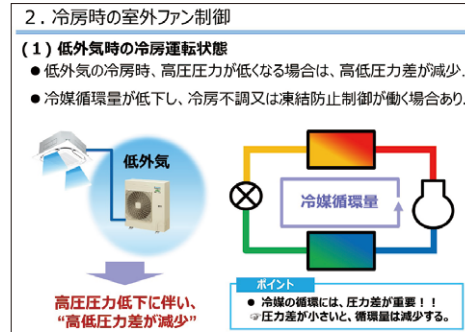 2．冷房時の室外ファン制御
(1) 低外気時の冷房運転状態
● 低外気の冷房時、高圧圧力が低くなる場合は、高低圧力差が減少.
● 冷媒循環量が低下し、冷房不調又は凍結防止制御が働く場合あり.
低外気
冷媒循環量
高圧圧力低下に伴い、
“高低圧力差が減少”
ポイント
● 冷媒の循環には、圧力差が重要！！
☞圧力差が小さいと、循環量は減少する。